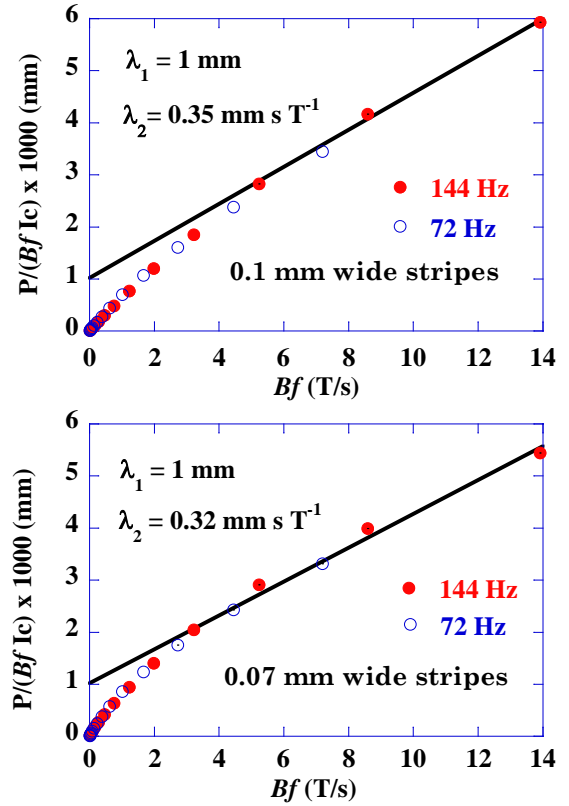 6
5
4
3
2
1
0
P/(Bf Ic) x 1000 (mm)
λ₁ = 1 mm
λ₂ = 0.35 mm s T⁻¹
144 Hz
72 Hz
0.1 mm wide stripes
0 2 4 6 8 10 12 14
Bf (T/s)
6
5
4
3
2
1
0
P/(Bf Ic) x 1000 (mm)
λ₁ = 1 mm
λ₂ = 0.32 mm s T⁻¹
144 Hz
72 Hz
0.07 mm wide stripes
0 2 4 6 8 10 12 14
Bf (T/s)